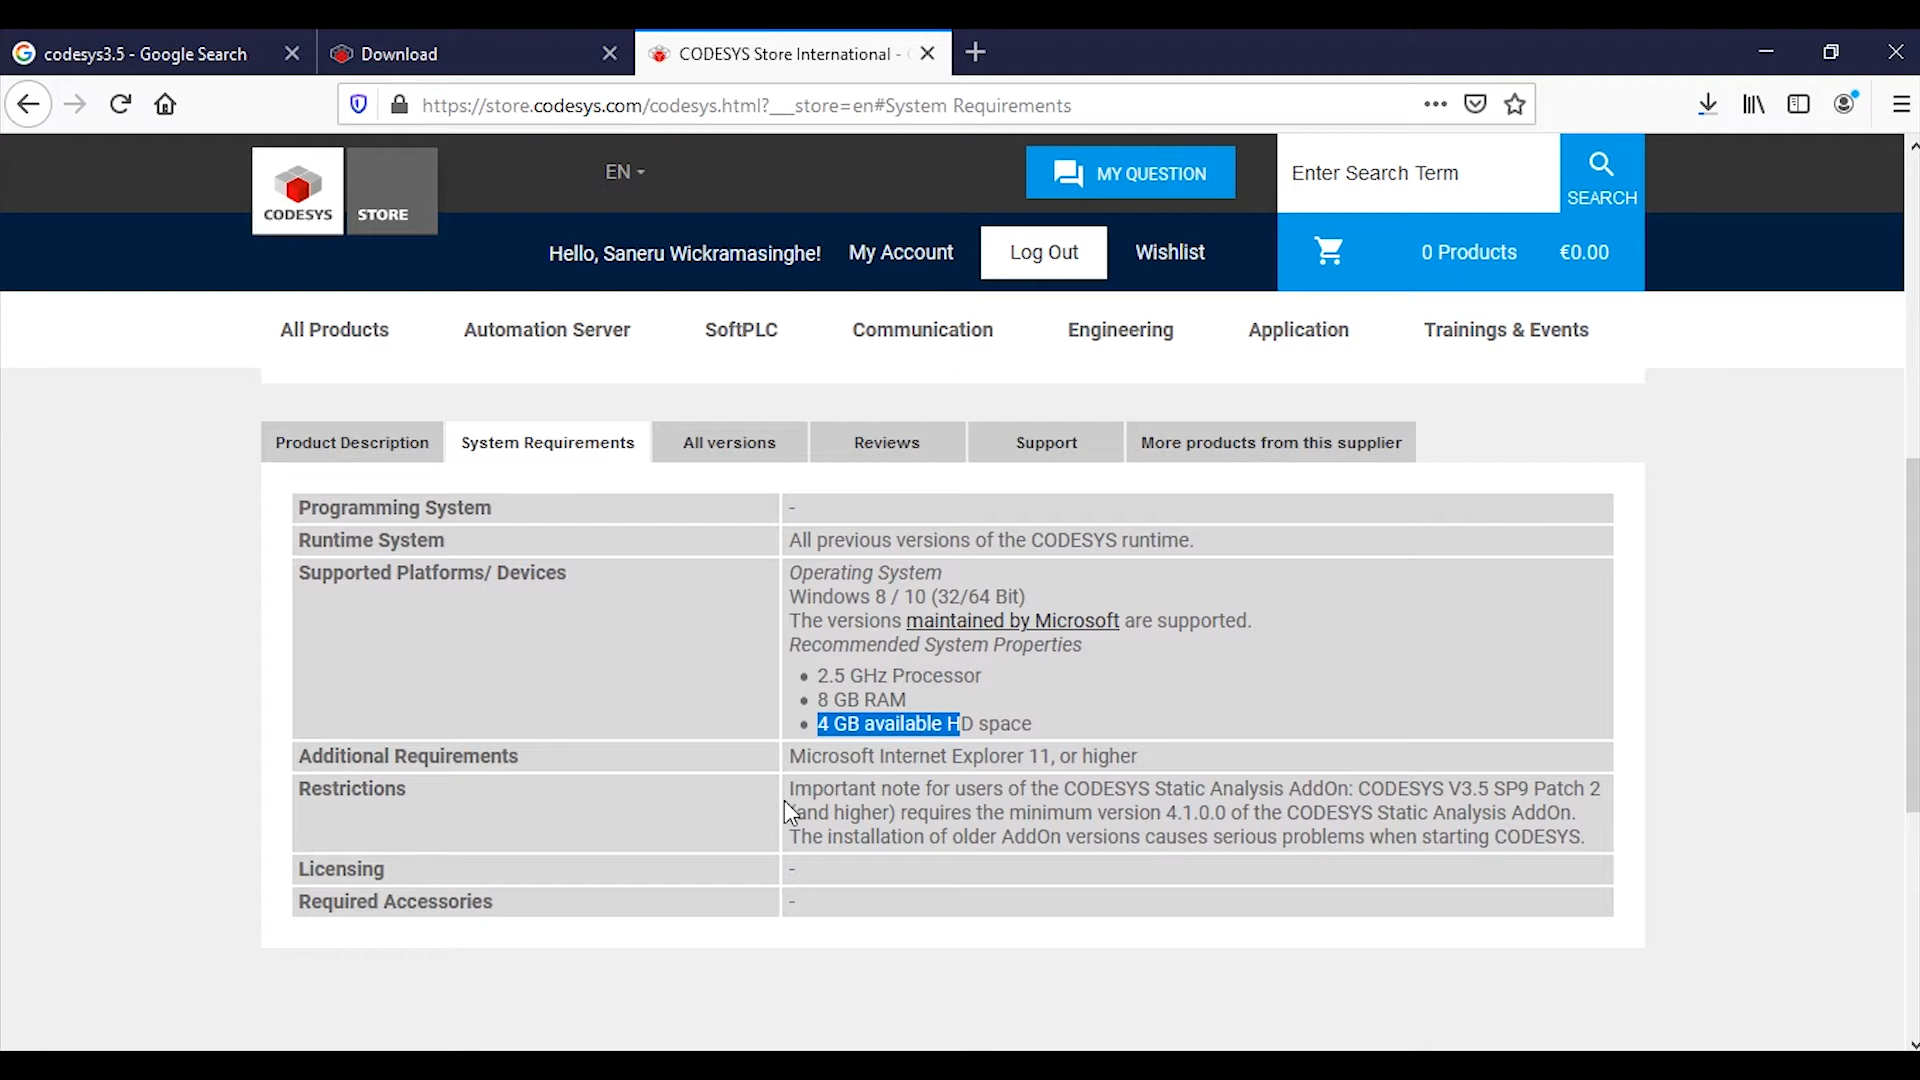 codesys3.5 - Google Search
Download
CODESYS Store International -
https://store.codesys.com/codesys.html?___store=en#System Requirements
CODESYS
STORE
EN
MY QUESTION
Enter Search Term
SEARCH
Hello, Saneru Wickramasinghe!
My Account
Log Out
Wishlist
0 Products
€0.00
All Products
Automation Server
SoftPLC
Communication
Engineering
Application
Trainings & Events
Product Description
System Requirements
All versions
Reviews
Support
More products from this supplier
Programming System
-
Runtime System
All previous versions of the CODESYS runtime.
Supported Platforms/ Devices
Operating System
Windows 8 / 10 (32/64 Bit)
The versions maintained by Microsoft are supported.
Recommended System Properties
• 2.5 GHz Processor
• 8 GB RAM
• 4 GB available HD space
Additional Requirements
Microsoft Internet Explorer 11, or higher
Restrictions
Important note for users of the CODESYS Static Analysis AddOn: CODESYS V3.5 SP9 Patch 2
(and higher) requires the minimum version 4.1.0.0 of the CODESYS Static Analysis AddOn.
The installation of older AddOn versions causes serious problems when starting CODESYS.
Licensing
-
Required Accessories
-